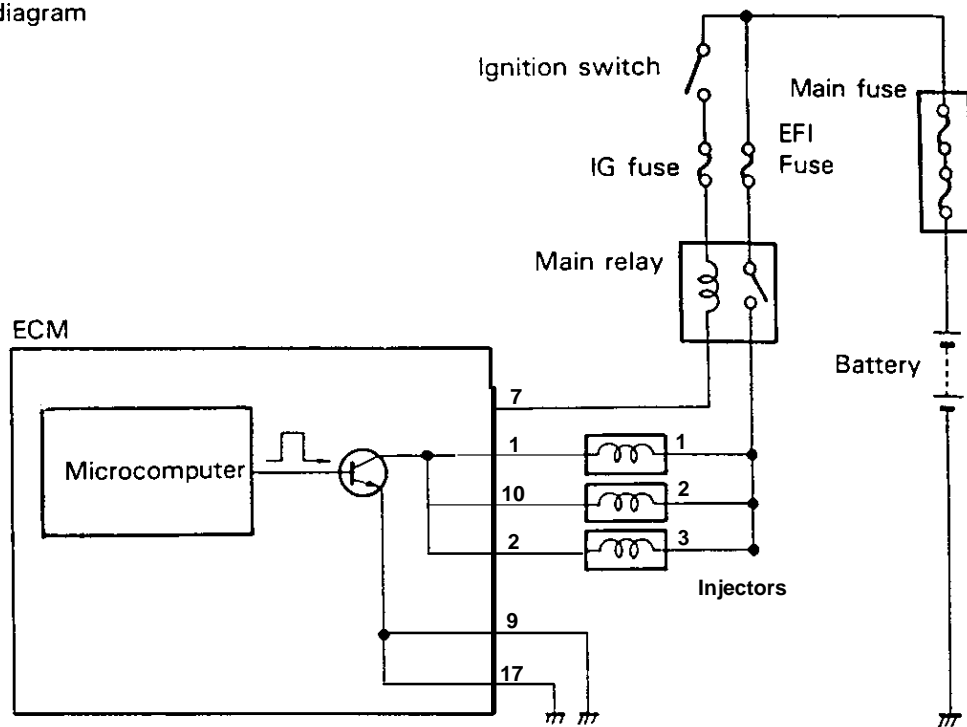 diagram
Ignition switch
Main fuse
EFI
Fuse
IG fuse
Main relay
ECM
Battery
7
Microcomputer
1
1
10
2
2
3
Injectors
9
17